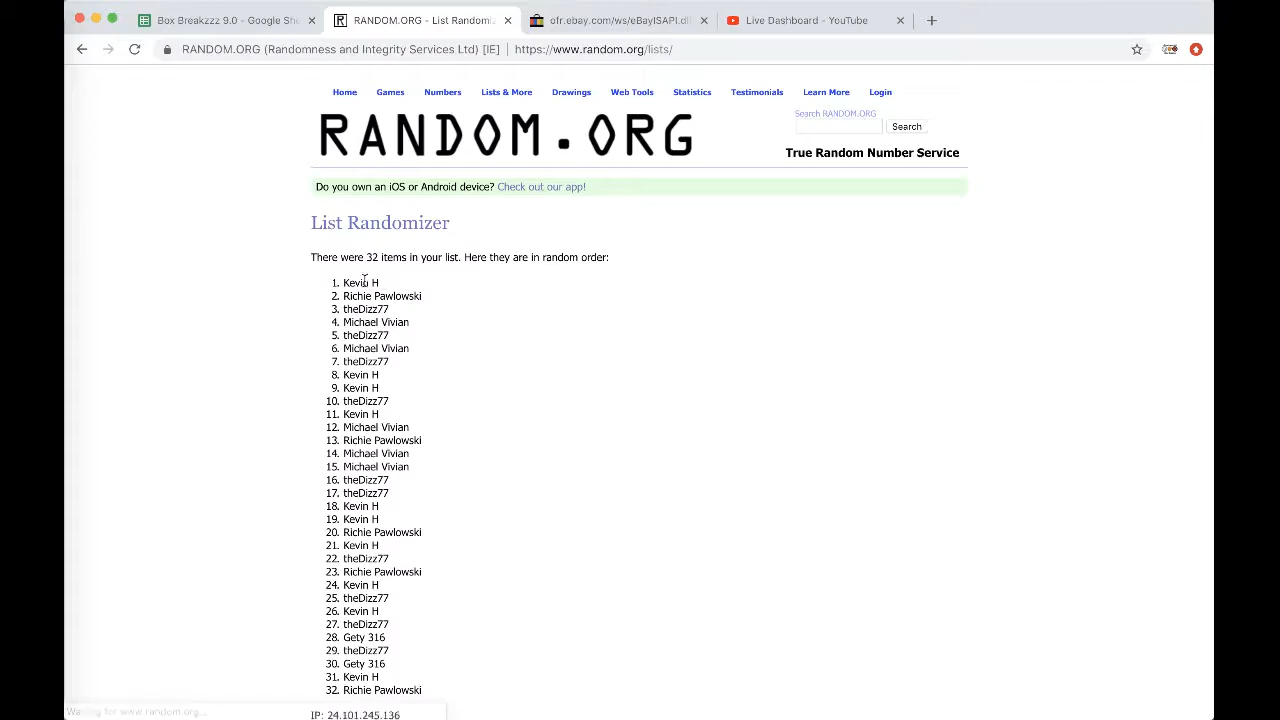 Box Breakzzz 9.0 - Google She
RANDOM.ORG - List Randomiz
ofr.ebay.com/ws/eBayISAPI.dll
Live Dashboard - YouTube
RANDOM.ORG (Randomness and Integrity Services Ltd) [IE] | https://www.random.org/lists/
Home Games Numbers Lists & More Drawings Web Tools Statistics Testimonials Learn More Login
RANDOM.ORG
Search RANDOM.ORG
Search
True Random Number Service
Do you own an iOS or Android device? Check out our app!
List Randomizer
There were 32 items in your list. Here they are in random order:
1. Kevin H
2. Richie Pawlowski
3. theDizz77
4. Michael Vivian
5. theDizz77
6. Michael Vivian
7. theDizz77
8. Kevin H
9. Kevin H
10. theDizz77
11. Kevin H
12. Michael Vivian
13. Richie Pawlowski
14. Michael Vivian
15. Michael Vivian
16. theDizz77
17. theDizz77
18. Kevin H
19. Kevin H
20. Richie Pawlowski
21. Kevin H
22. theDizz77
23. Richie Pawlowski
24. Kevin H
25. theDizz77
26. Kevin H
27. theDizz77
28. Gety 316
29. theDizz77
30. Gety 316
31. Kevin H
32. Richie Pawlowski
Waiting for www.random.org...
IP: 24.101.245.136